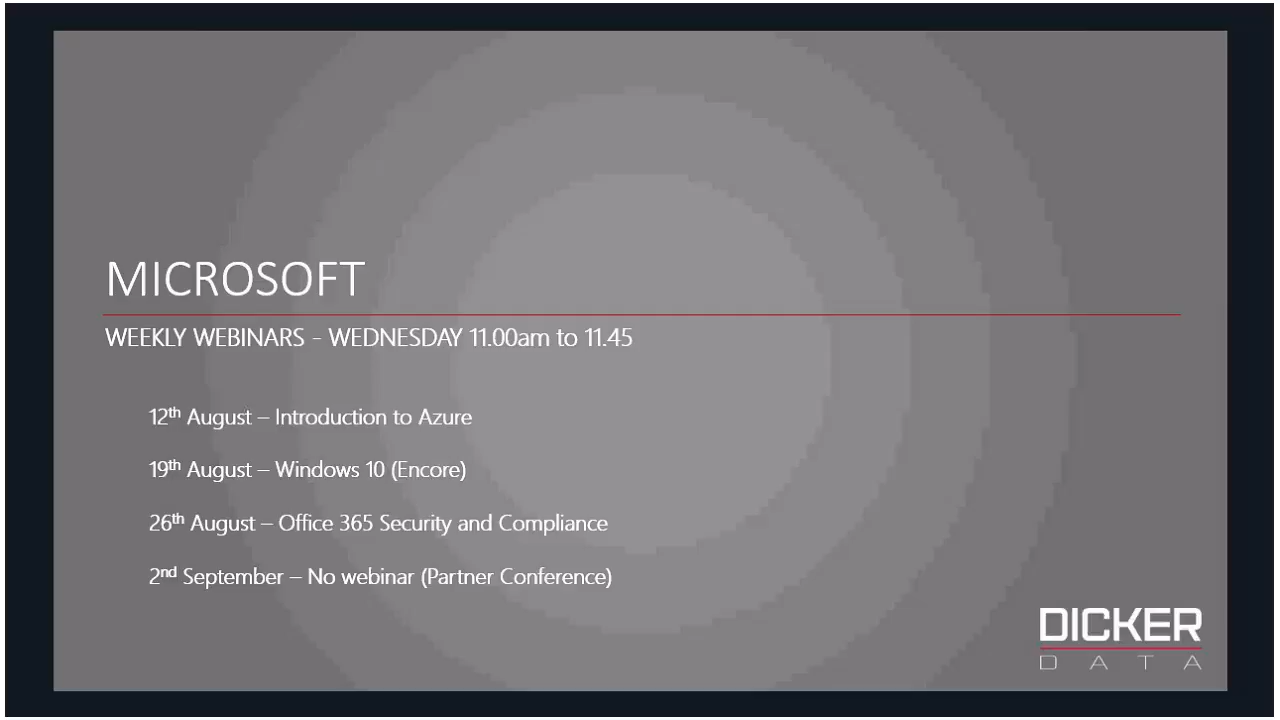 MICROSOFT
WEEKLY WEBINARS - WEDNESDAY 11.00am to 11.45
12th August – Introduction to Azure
19th August – Windows 10 (Encore)
26th August – Office 365 Security and Compliance
2nd September – No webinar (Partner Conference)
DICKER
DATA